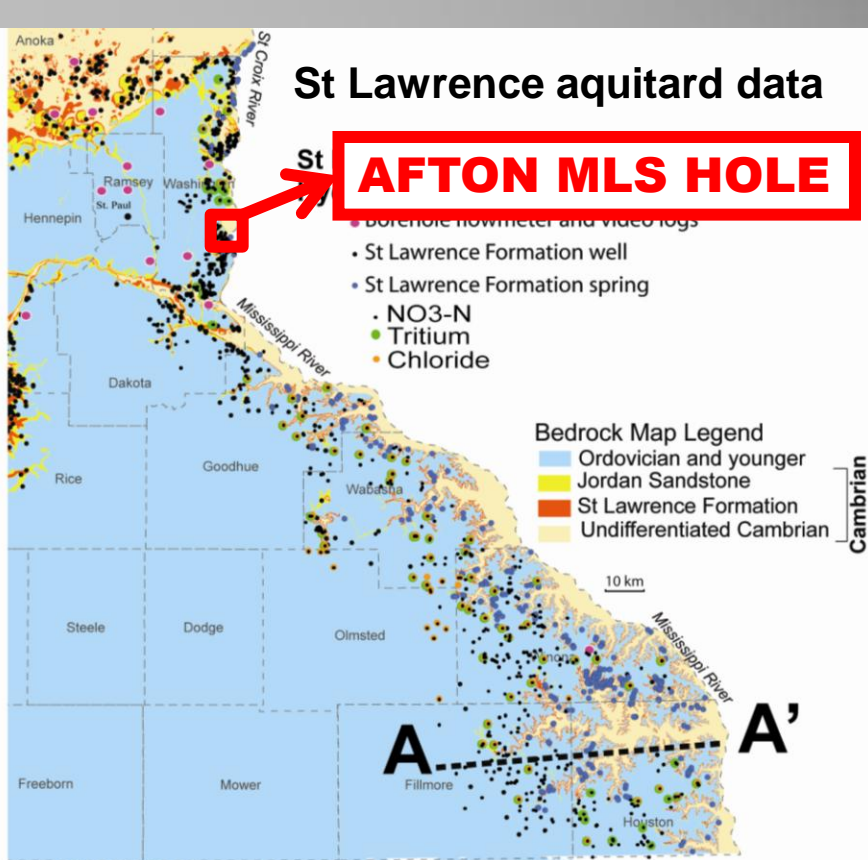 Anoka
St Croix River
St Lawrence aquitard data
St
AFTON MLS HOLE
Ramsey
Washington
St. Paul
Hennepin
Borehole flowmeter and video logs
St Lawrence Formation well
St Lawrence Formation spring
NO3-N
Tritium
Chloride
Mississippi River
Dakota
Bedrock Map Legend
Ordovician and younger
Jordan Sandstone
St Lawrence Formation
Undifferentiated Cambrian
Cambrian
Rice
Goodhue
Wabasha
10 km
Steele
Dodge
Olmsted
Winona
Mississippi River
A
A’
Freeborn
Mower
Fillmore
Houston